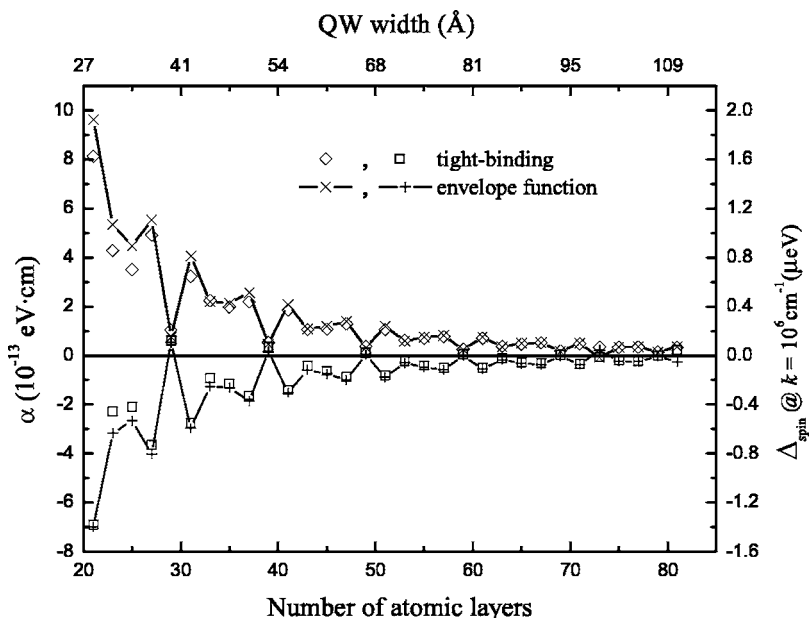 QW width (Å)
27 41 54 68 81 95 109
10
8
6
4
2
0
-2
-4
-6
-8
α (10⁻¹³ eV·cm)
◇ , □ tight-binding
—×— , —+— envelope function
2.0
1.6
1.2
0.8
0.4
0.0
-0.4
-0.8
-1.2
-1.6
Δspin @ k = 10⁶ cm⁻¹(μeV)
20 30 40 50 60 70 80
Number of atomic layers